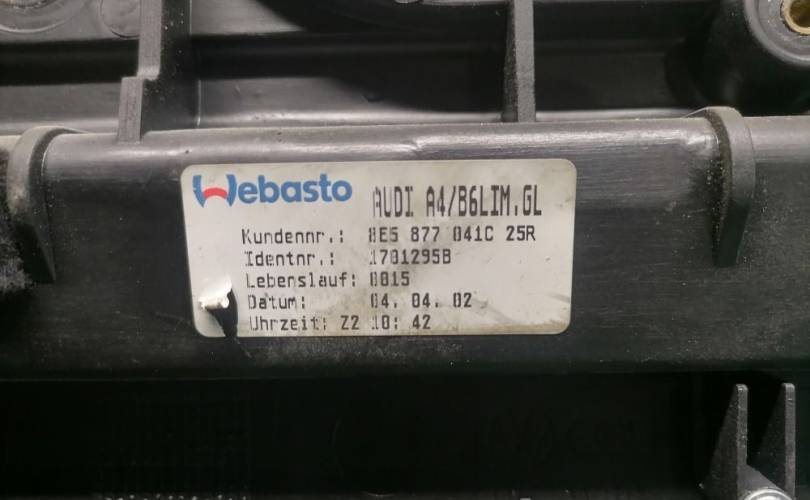 Webasto AUDI A4/B6LIM.GL
Kundennr.: 8E5 877 041C 25R
Identnr.: 1701295B
Lebenslauf: 0015
Datum: 04. 04. 02
Uhrzeit: Z2 10: 42